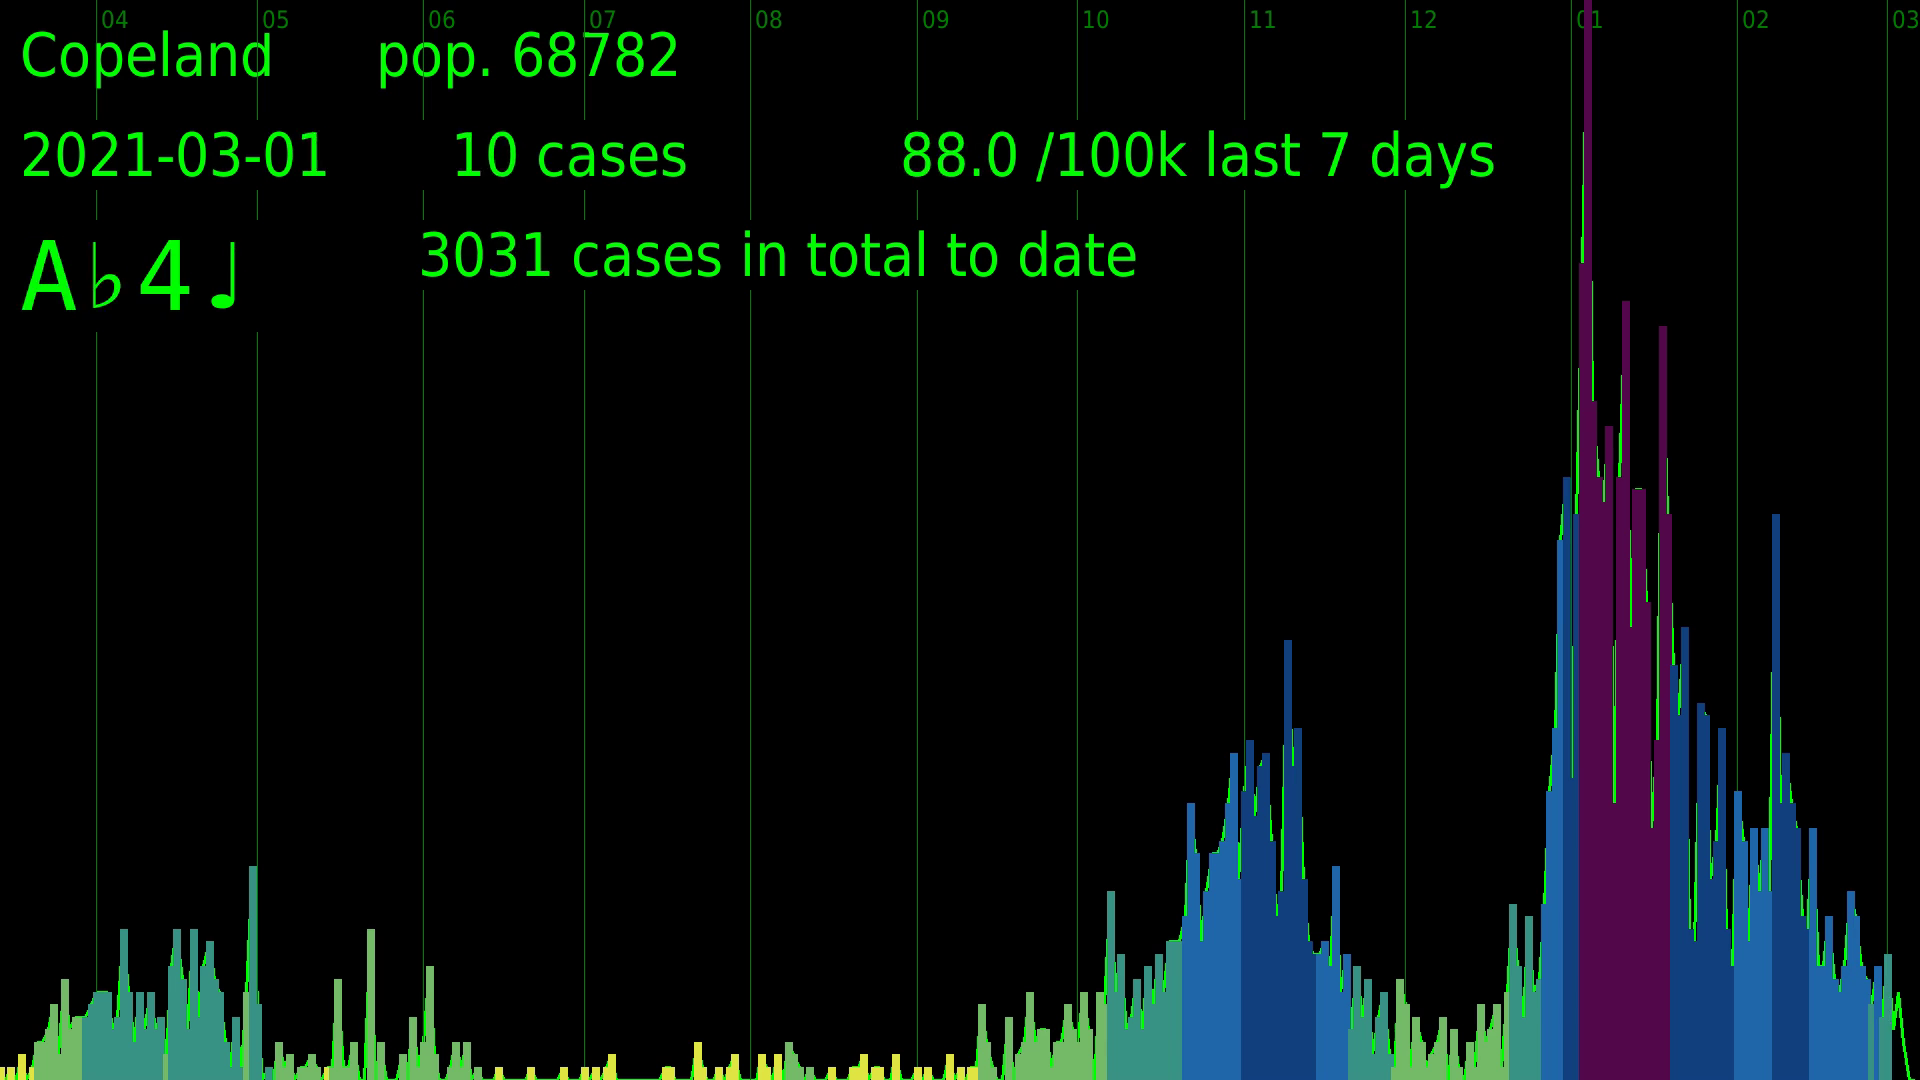 04 05 06 07 08 09 10 11 12 01 02 03
Copeland pop. 68782
2021-03-01 10 cases 88.0 /100k last 7 days
A♭4♩ 3031 cases in total to date